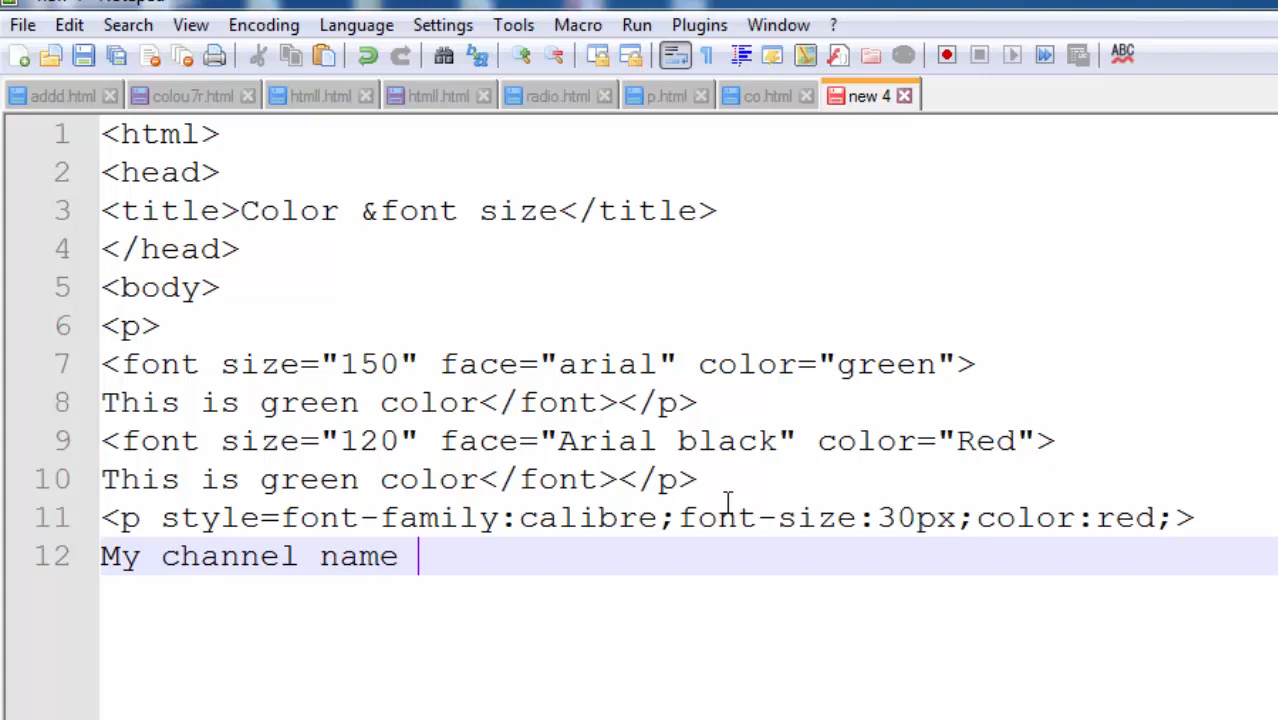 File Edit Search View Encoding Language Settings Tools Macro Run Plugins Window ?
ABC
addd.html colou7r.html htmll.html htmll.html radio.html p.html co.html new 4
1 <html>
2 <head>
3 <title>Color &font size</title>
4 </head>
5 <body>
6 <p>
7 <font size="150" face="arial" color="green">
8 This is green color</font></p>
9 <font size="120" face="Arial black" color="Red">
10 This is green color</font></p>
11 <p style=font-family:calibre;font-size:30px;color:red;>
12 My channel name